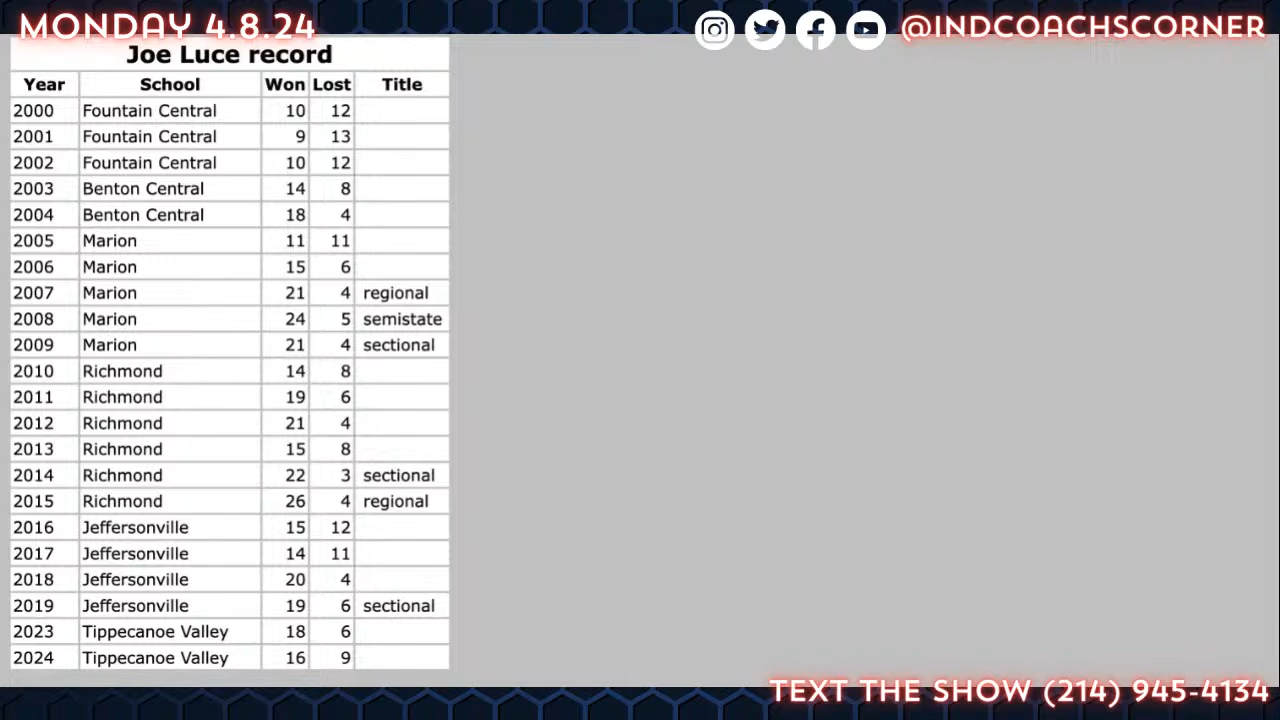 MONDAY 4.8.24
@INDCOACHSCORNER
Joe Luce record
Year School Won Lost Title
2000 Fountain Central 10 12
2001 Fountain Central 9 13
2002 Fountain Central 10 12
2003 Benton Central 14 8
2004 Benton Central 18 4
2005 Marion 11 11
2006 Marion 15 6
2007 Marion 21 4 regional
2008 Marion 24 5 semistate
2009 Marion 21 4 sectional
2010 Richmond 14 8
2011 Richmond 19 6
2012 Richmond 21 4
2013 Richmond 15 8
2014 Richmond 22 3 sectional
2015 Richmond 26 4 regional
2016 Jeffersonville 15 12
2017 Jeffersonville 14 11
2018 Jeffersonville 20 4
2019 Jeffersonville 19 6 sectional
2023 Tippecanoe Valley 18 6
2024 Tippecanoe Valley 16 9
TEXT THE SHOW (214) 945-4134